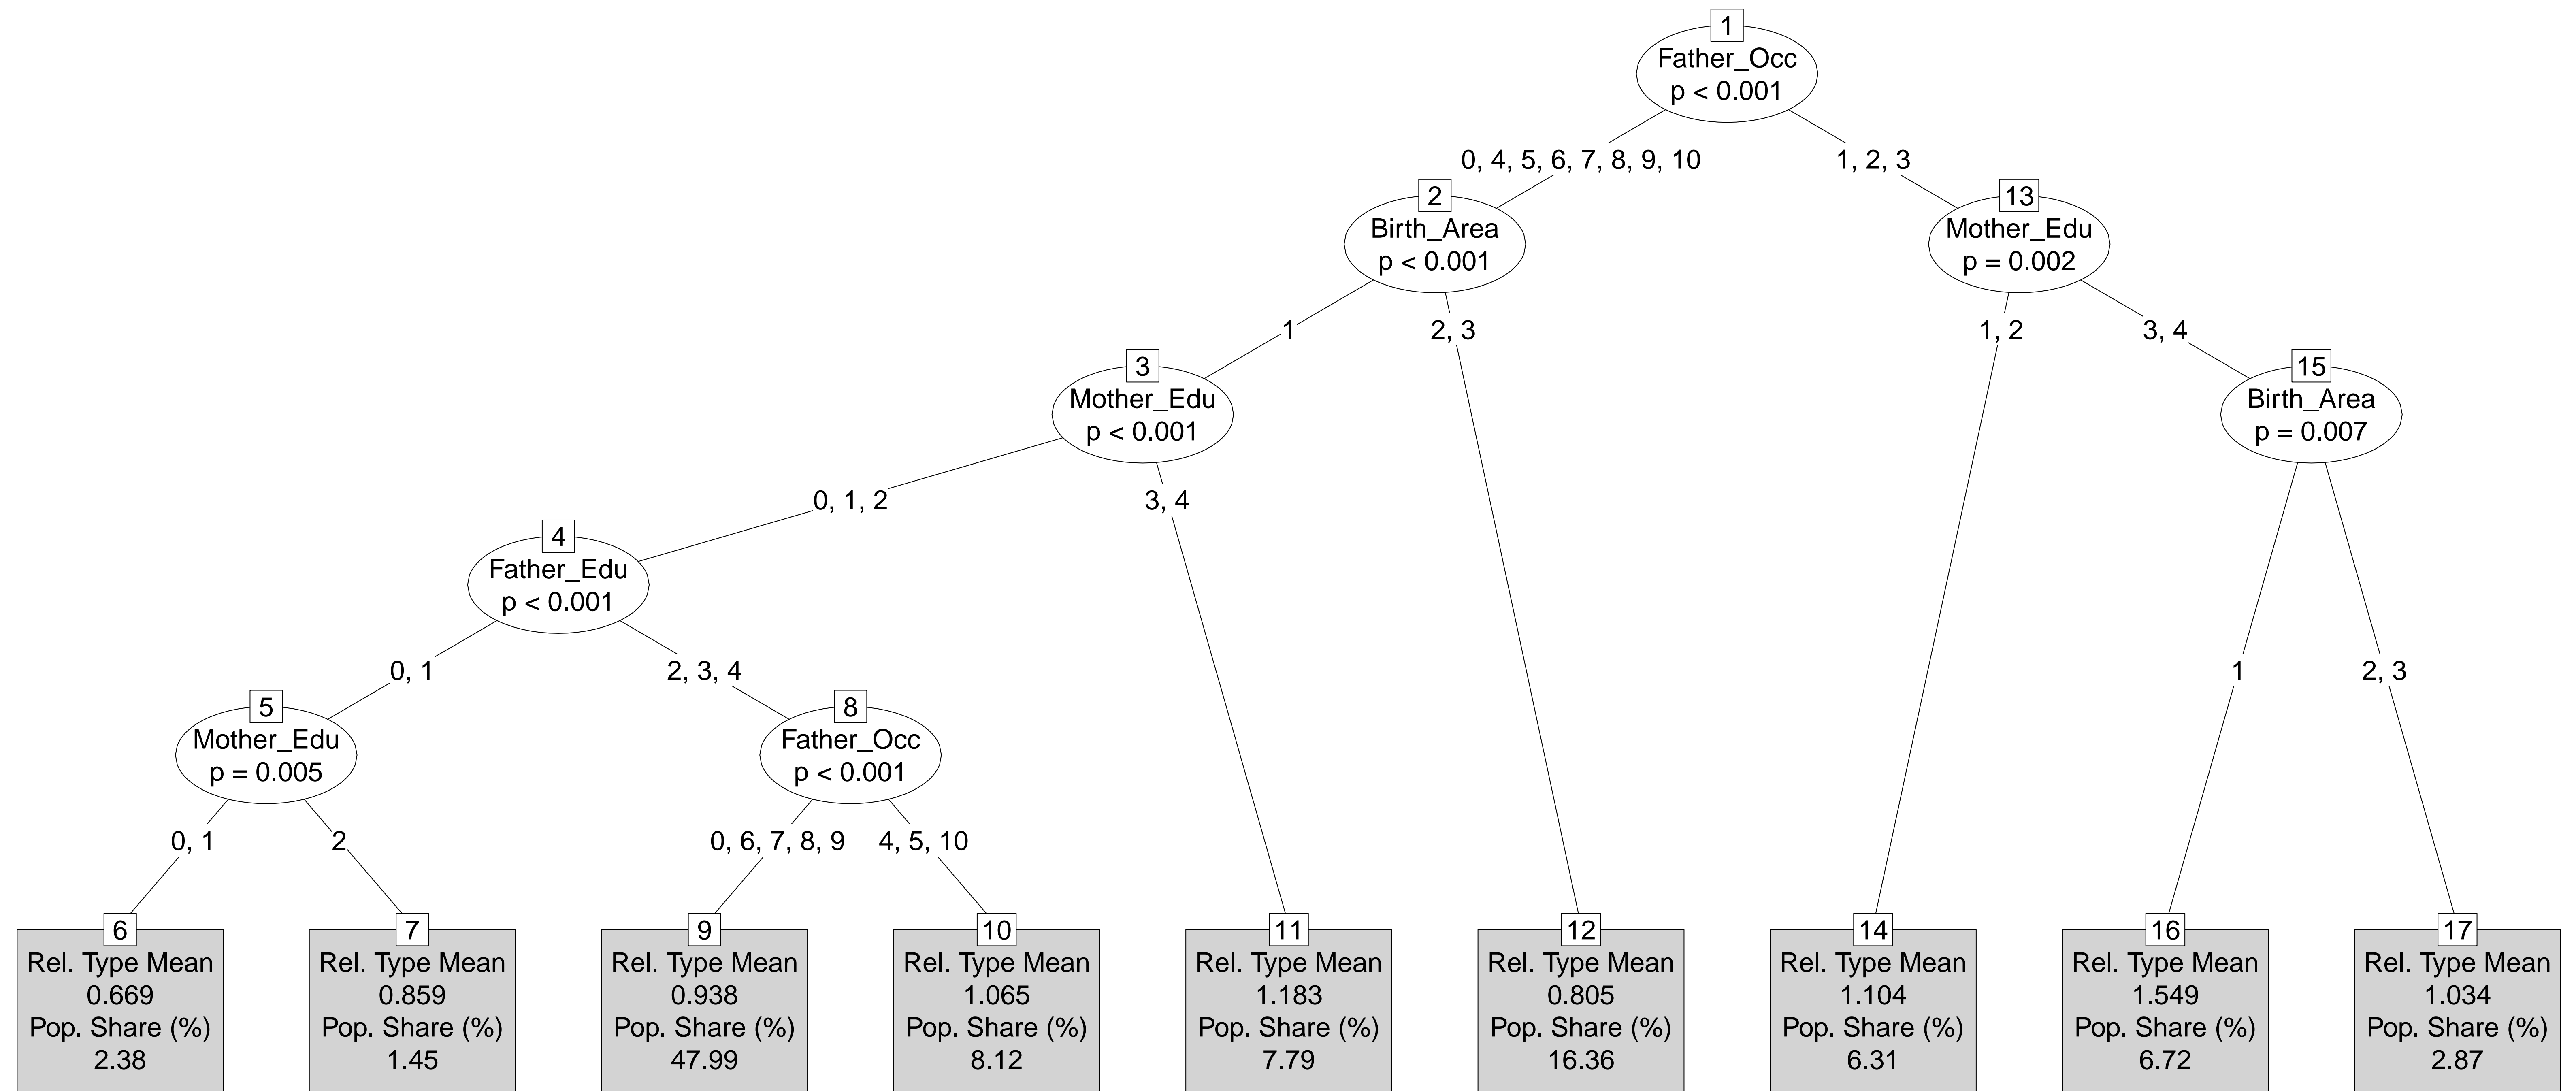 1
Father_Occ
p < 0.001
0, 4, 5, 6, 7, 8, 9, 10
1, 2, 3
2
Birth_Area
p < 0.001
13
Mother_Edu
p = 0.002
1
2, 3
1, 2
3, 4
3
Mother_Edu
p < 0.001
15
Birth_Area
p = 0.007
0, 1, 2
3, 4
4
Father_Edu
p < 0.001
0, 1
2, 3, 4
1
2, 3
5
Mother_Edu
p = 0.005
8
Father_Occ
p < 0.001
0, 1
2
0, 6, 7, 8, 9
4, 5, 10
6
Rel. Type Mean
0.669
Pop. Share (%)
2.38
7
Rel. Type Mean
0.859
Pop. Share (%)
1.45
9
Rel. Type Mean
0.938
Pop. Share (%)
47.99
10
Rel. Type Mean
1.065
Pop. Share (%)
8.12
11
Rel. Type Mean
1.183
Pop. Share (%)
7.79
12
Rel. Type Mean
0.805
Pop. Share (%)
16.36
14
Rel. Type Mean
1.104
Pop. Share (%)
6.31
16
Rel. Type Mean
1.549
Pop. Share (%)
6.72
17
Rel. Type Mean
1.034
Pop. Share (%)
2.87